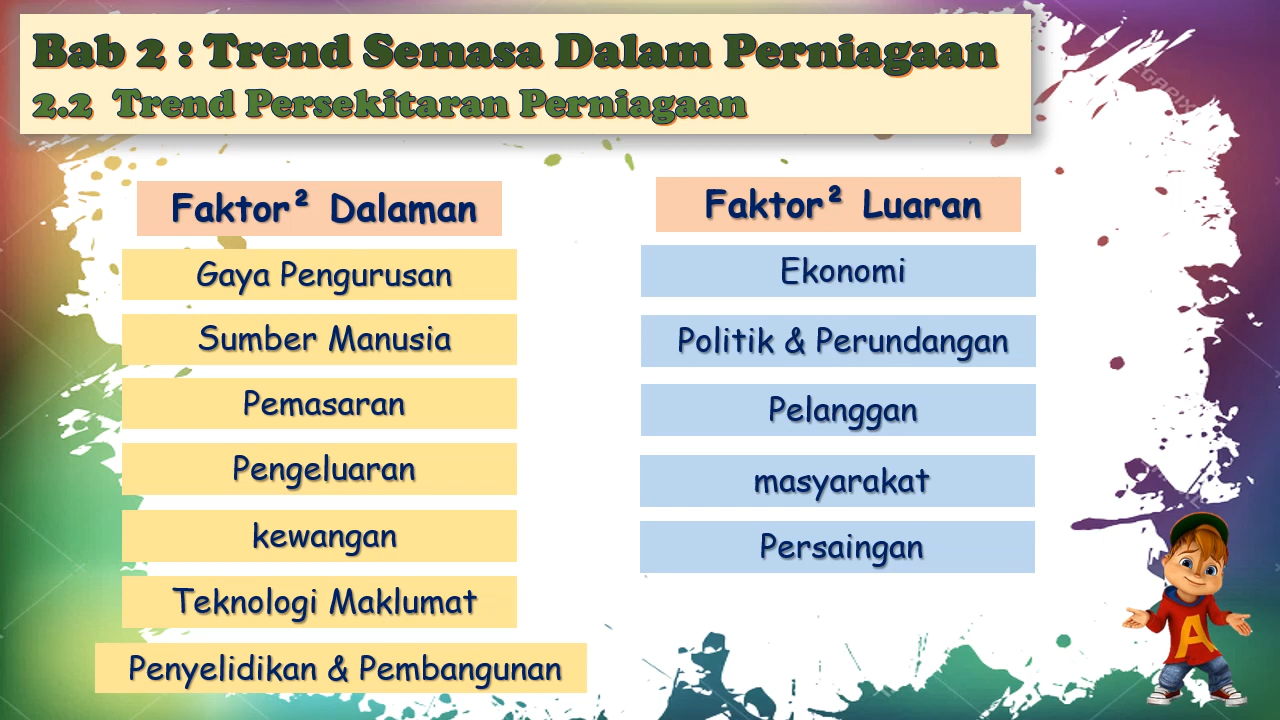 Bab 2 : Trend Semasa Dalam Perniagaan
2.2 Trend Persekitaran Perniagaan
Faktor² Dalaman
Gaya Pengurusan
Sumber Manusia
Pemasaran
Pengeluaran
kewangan
Teknologi Maklumat
Penyelidikan & Pembangunan
Faktor² Luaran
Ekonomi
Politik & Perundangan
Pelanggan
masyarakat
Persaingan
A